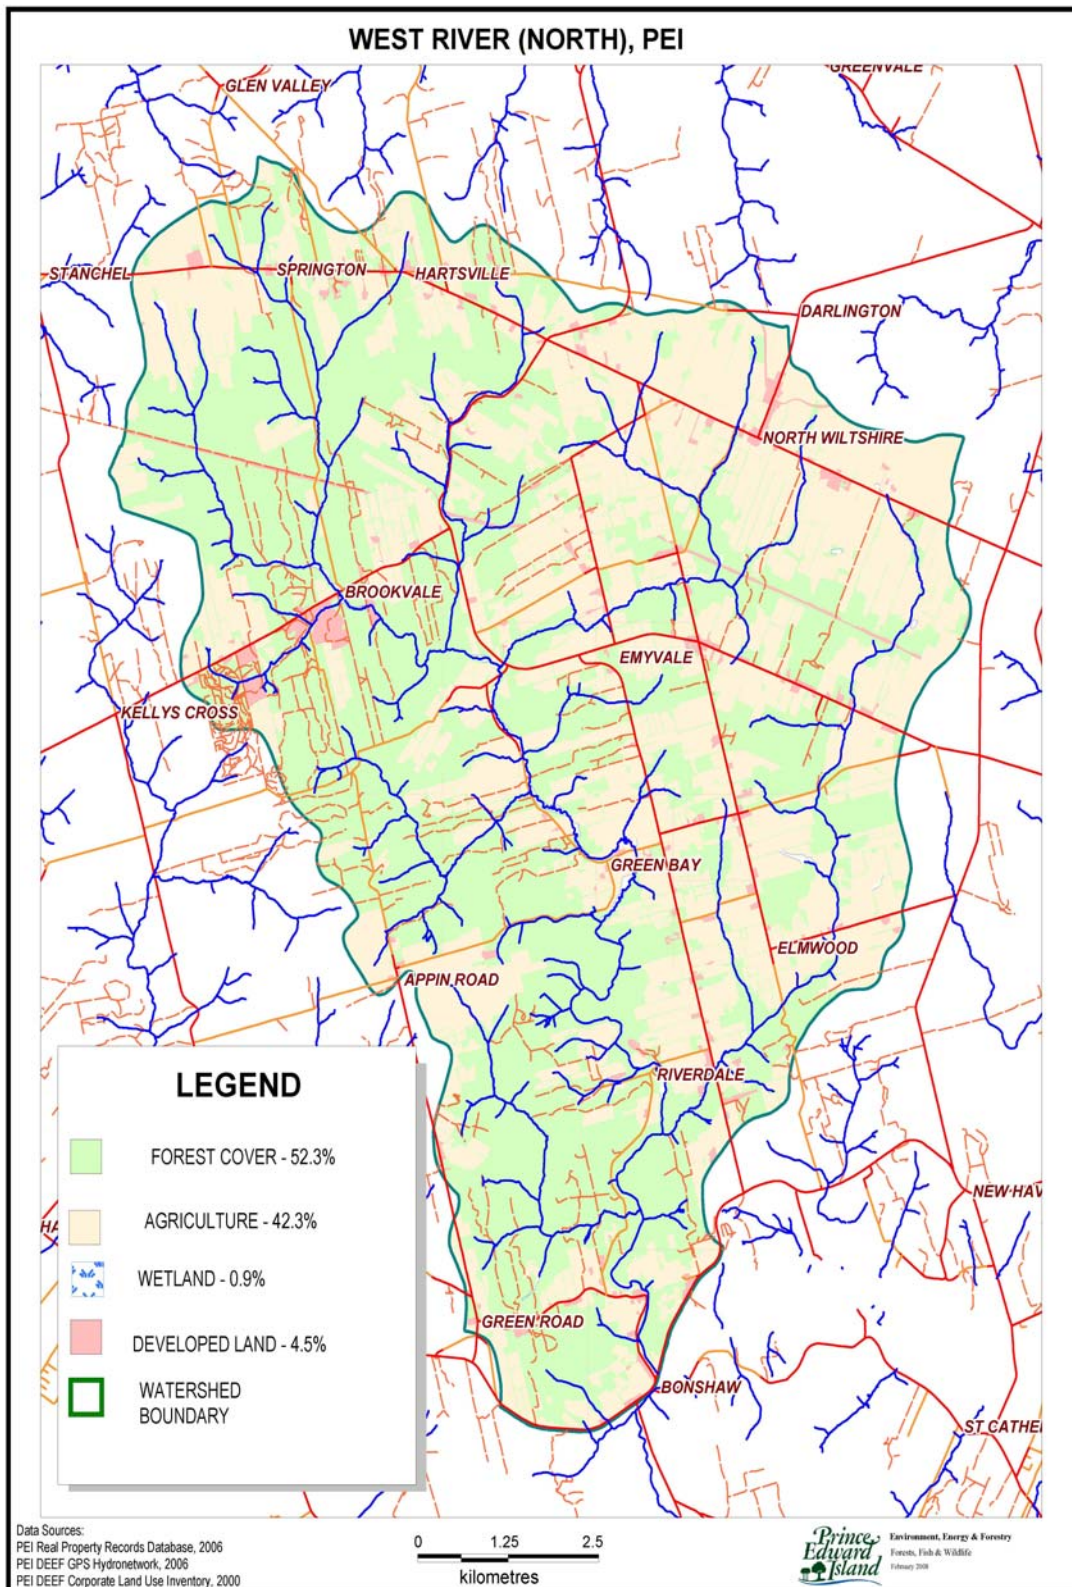 WEST RIVER (NORTH), PEI
GREENVALE
GLEN VALLEY
STANCHEL
SPRINGTON
HARTSVILLE
DARLINGTON
NORTH WILTSHIRE
BROOKVALE
EMYVALE
KELLYS CROSS
GREEN BAY
ELMWOOD
APPIN ROAD
RIVERDALE
NEW HAV
HA
GREEN ROAD
BONSHAW
ST CATHE
LEGEND
FOREST COVER - 52.3%
AGRICULTURE - 42.3%
WETLAND - 0.9%
DEVELOPED LAND - 4.5%
WATERSHED
BOUNDARY
Data Sources:
PEI Real Property Records Database, 2006
PEI DEEF GPS Hydronetwork, 2006
PEI DEEF Corporate Land Use Inventory, 2000
0 1.25 2.5
kilometres
Prince
Edward
Island
Environment, Energy & Forestry
Forests, Fish & Wildlife
February 2008